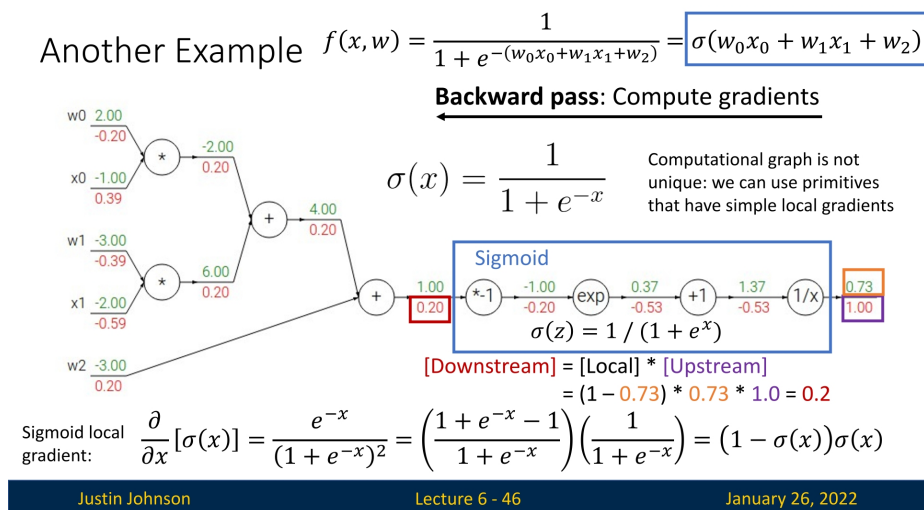 Another Example
f(x, w) = 1 / (1 + e^{-(w_0x_0+w_1x_1+w_2)}) = σ(w_0x_0 + w_1x_1 + w_2)
Backward pass: Compute gradients
σ(x) = 1 / (1 + e^{-x})
Computational graph is not
unique: we can use primitives
that have simple local gradients
w0 2.00
-0.20
x0 -1.00
0.39
*
-2.00
0.20
w1 -3.00
-0.39
x1 -2.00
-0.59
*
6.00
0.20
+
4.00
0.20
w2 -3.00
0.20
+
1.00
0.20
Sigmoid
*-1
-1.00
-0.20
exp
0.37
-0.53
+1
1.37
-0.53
1/x
0.73
1.00
σ(z) = 1 / (1 + e^x)
[Downstream] = [Local] * [Upstream]
= (1 – 0.73) * 0.73 * 1.0 = 0.2
Sigmoid local
gradient:
∂/∂x [σ(x)] = e^{-x} / (1 + e^{-x})^2 = ((1 + e^{-x} − 1) / (1 + e^{-x})) (1 / (1 + e^{-x})) = (1 − σ(x))σ(x)
Justin Johnson
Lecture 6 - 46
January 26, 2022